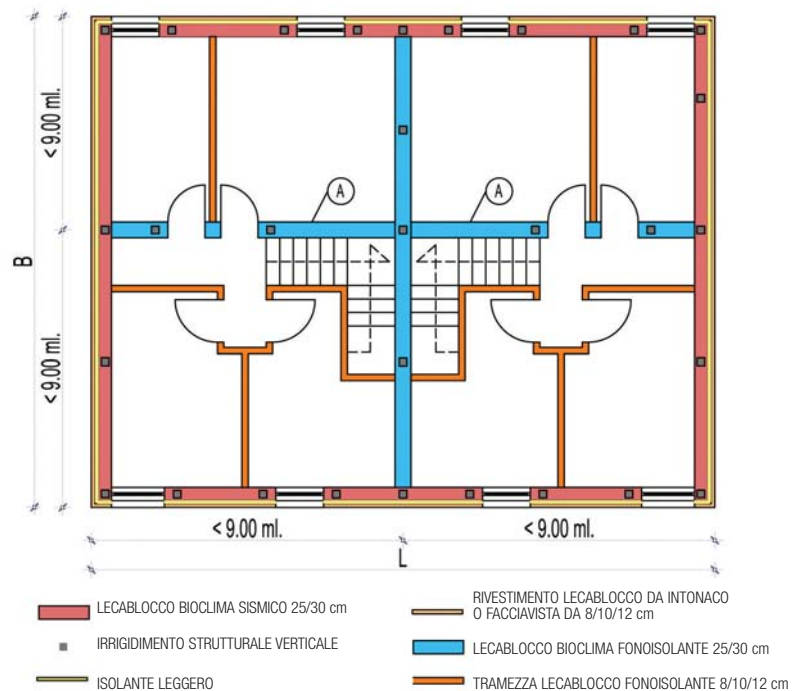 < 9.00 ml.
A
A
B
< 9.00 ml.
< 9.00 ml.
< 9.00 ml.
L
LECABLOCCO BIOCLIMA SISMICO 25/30 cm
IRRIGIDIMENTO STRUTTURALE VERTICALE
ISOLANTE LEGGERO
RIVESTIMENTO LECABLOCCO DA INTONACO
O FACCIAVISTA DA 8/10/12 cm
LECABLOCCO BIOCLIMA FONOISOLANTE 25/30 cm
TRAMEZZA LECABLOCCO FONOISOLANTE 8/10/12 cm